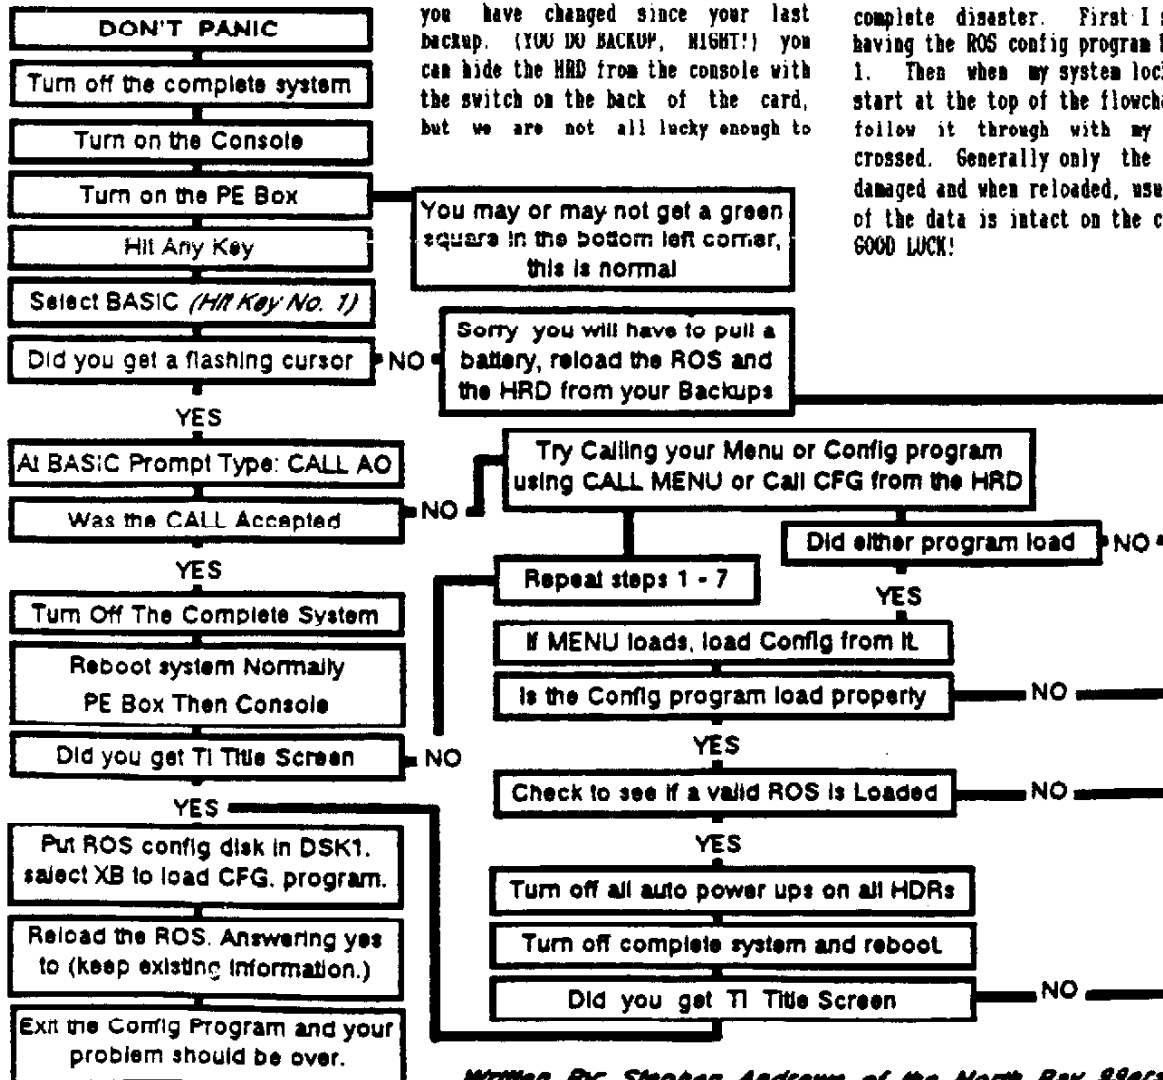 you have changed since your last
backup. (YOU DO BACKUP, RIGHT!) you
can hide the HRD from the console with
the switch on the back of the card,
but we are not all lucky enough to
complete disaster. First I
having the ROS config program
1. Then when my system
start at the top of the
follow it through with my
crossed. Generally only the
damaged and when reloaded,
of the data is intact on the
GOOD LUCK!
DON'T PANIC
Turn off the complete system
Turn on the Console
Turn on the PE Box
You may or may not get a green
square in the bottom left corner,
this is normal
Hit Any Key
Select BASIC (Hit Key No. 1)
Did you get a flashing cursor
NO
Sorry you will have to pull a
battery, reload the ROS and
the HRD from your Backups
YES
At BASIC Prompt Type: CALL AO
Was the CALL Accepted
NO
Try Calling your Menu or Config program
using CALL MENU or Call CFG from the HRD
Did either program load
NO
YES
Repeat steps 1 - 7
YES
Turn Off The Complete System
Reboot system Normally
PE Box Then Console
Did you get TI Title Screen
NO
If MENU loads, load Config from it.
Is the Config program load properly
NO
YES
Check to see if a valid ROS is Loaded
NO
YES
Turn off all auto power ups on all HDRs
Turn off complete system and reboot.
Did you get TI Title Screen
NO
YES
Put ROS config disk in DSK1.
select XB to load CFG. program.
Reload the ROS. Answering yes
to (keep existing information.)
Exit the Config Program and your
problem should be over.
Written By: Stephen Andrews of the North Bay 99ers